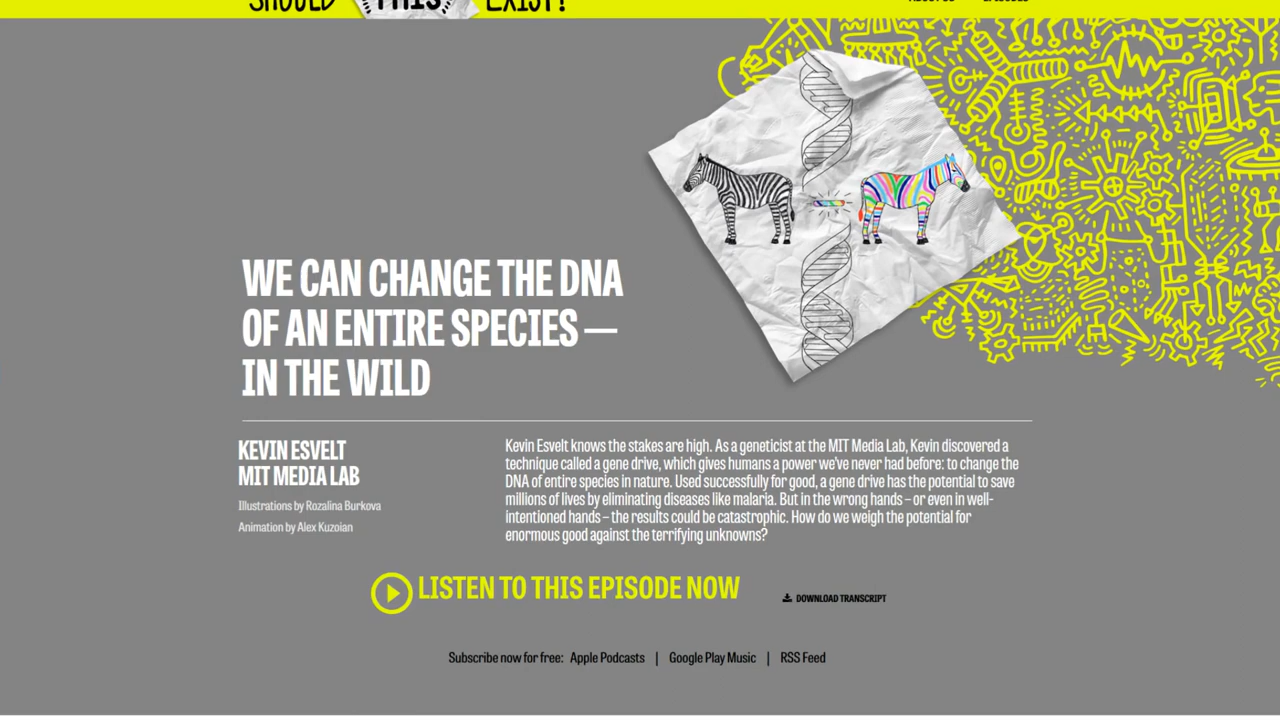 SHOULD THIS EXIST?
WE CAN CHANGE THE DNA
OF AN ENTIRE SPECIES —
IN THE WILD
KEVIN ESVELT
MIT MEDIA LAB
Illustrations by Rozalina Burkova
Animation by Alex Kuzoian
Kevin Esvelt knows the stakes are high. As a geneticist at the MIT Media Lab, Kevin discovered a
technique called a gene drive, which gives humans a power we've never had before: to change the
DNA of entire species in nature. Used successfully for good, a gene drive has the potential to save
millions of lives by eliminating diseases like malaria. But in the wrong hands – or even in well-
intentioned hands – the results could be catastrophic. How do we weigh the potential for
enormous good against the terrifying unknowns?
LISTEN TO THIS EPISODE NOW
DOWNLOAD TRANSCRIPT
Subscribe now for free: Apple Podcasts | Google Play Music | RSS Feed